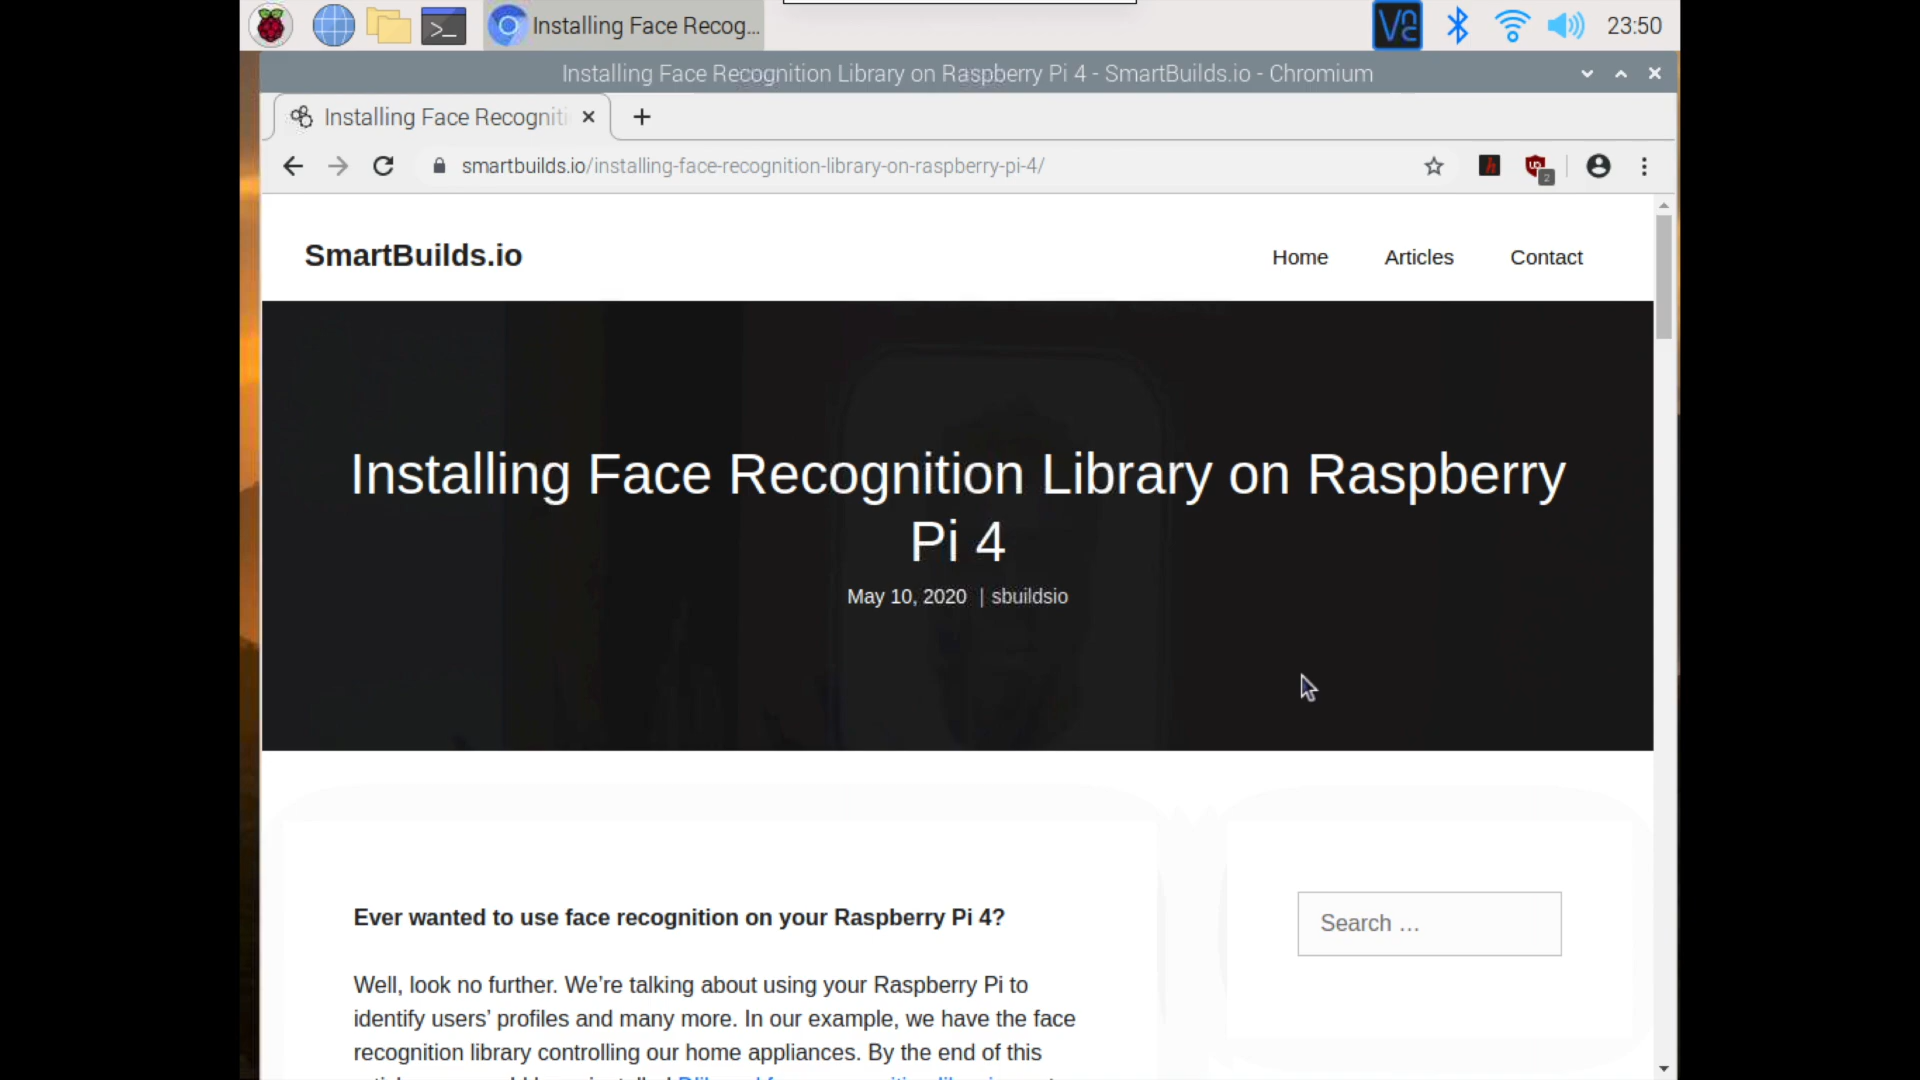 Installing Face Recog...
23:50
Installing Face Recognition Library on Raspberry Pi 4 - SmartBuilds.io - Chromium
Installing Face Recogniti
smartbuilds.io/installing-face-recognition-library-on-raspberry-pi-4/
2
SmartBuilds.io
Home
Articles
Contact
Installing Face Recognition Library on Raspberry
Pi 4
May 10, 2020 | sbuildsio
Ever wanted to use face recognition on your Raspberry Pi 4?
Search …
Well, look no further. We’re talking about using your Raspberry Pi to
identify users’ profiles and many more. In our example, we have the face
recognition library controlling our home appliances. By the end of this